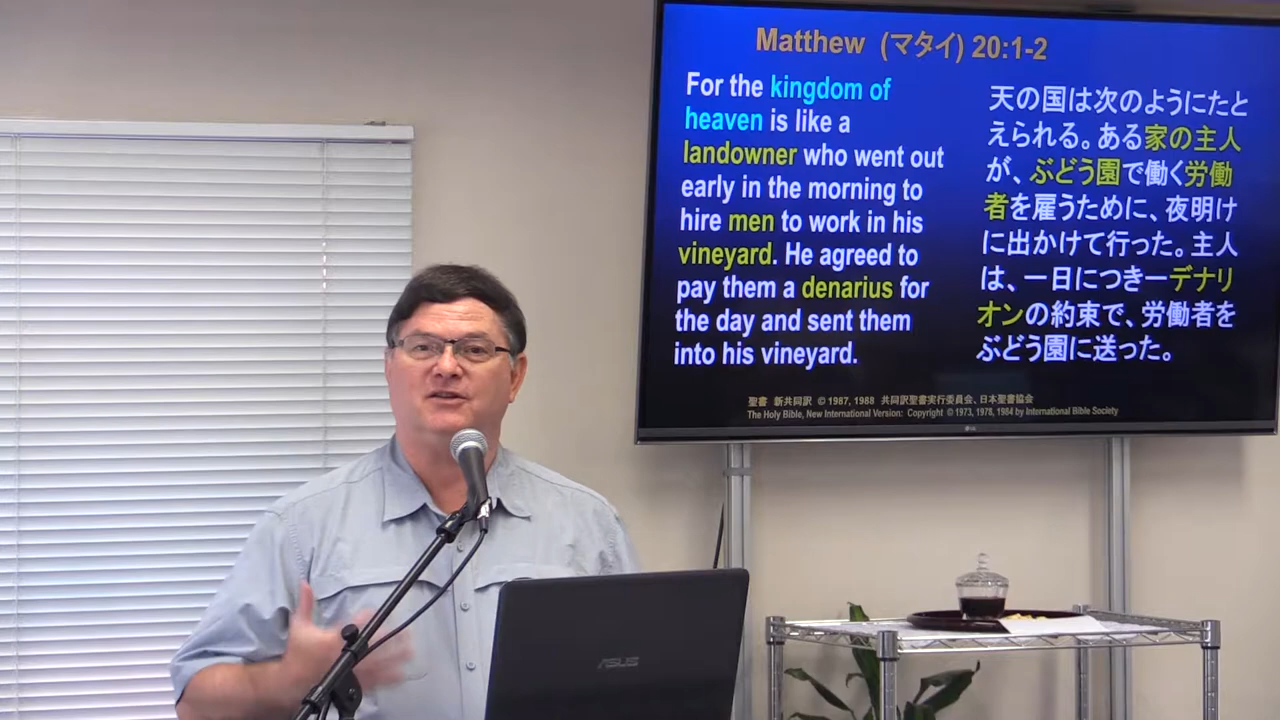 Matthew (マタイ) 20:1-2
For the kingdom of
heaven is like a
landowner who went out
early in the morning to
hire men to work in his
vineyard. He agreed to
pay them a denarius for
the day and sent them
into his vineyard.
天の国は次のようにたと
えられる。ある家の主人
が、ぶどう園で働く労働
者を雇うために、夜明け
に出かけて行った。主人
は、一日につき一デナリ
オンの約束で、労働者を
ぶどう園に送った。
聖書 新共同訳 © 1987, 1988 共同訳聖書実行委員会、日本聖書協会
The Holy Bible, New International Version: Copyright © 1973, 1978, 1984 by International Bible Society
LG
ASUS